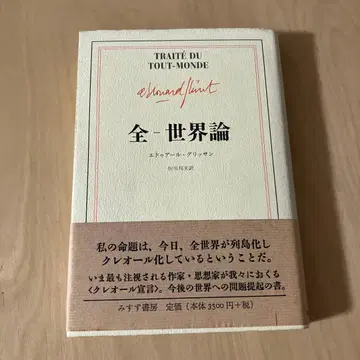 TRAITÉ DU
TOUT-MONDE
全-世界論
エドゥアール・グリッサン
恒川邦夫訳
私の命題は、今日、全世界が列島化し
クレオール化しているということだ。
いま最も注視される作家・思想家が我々におくる
〈クレオール宣言〉。今後の世界への問題提起の書。
みすず書房 定価(本体3500円+税)